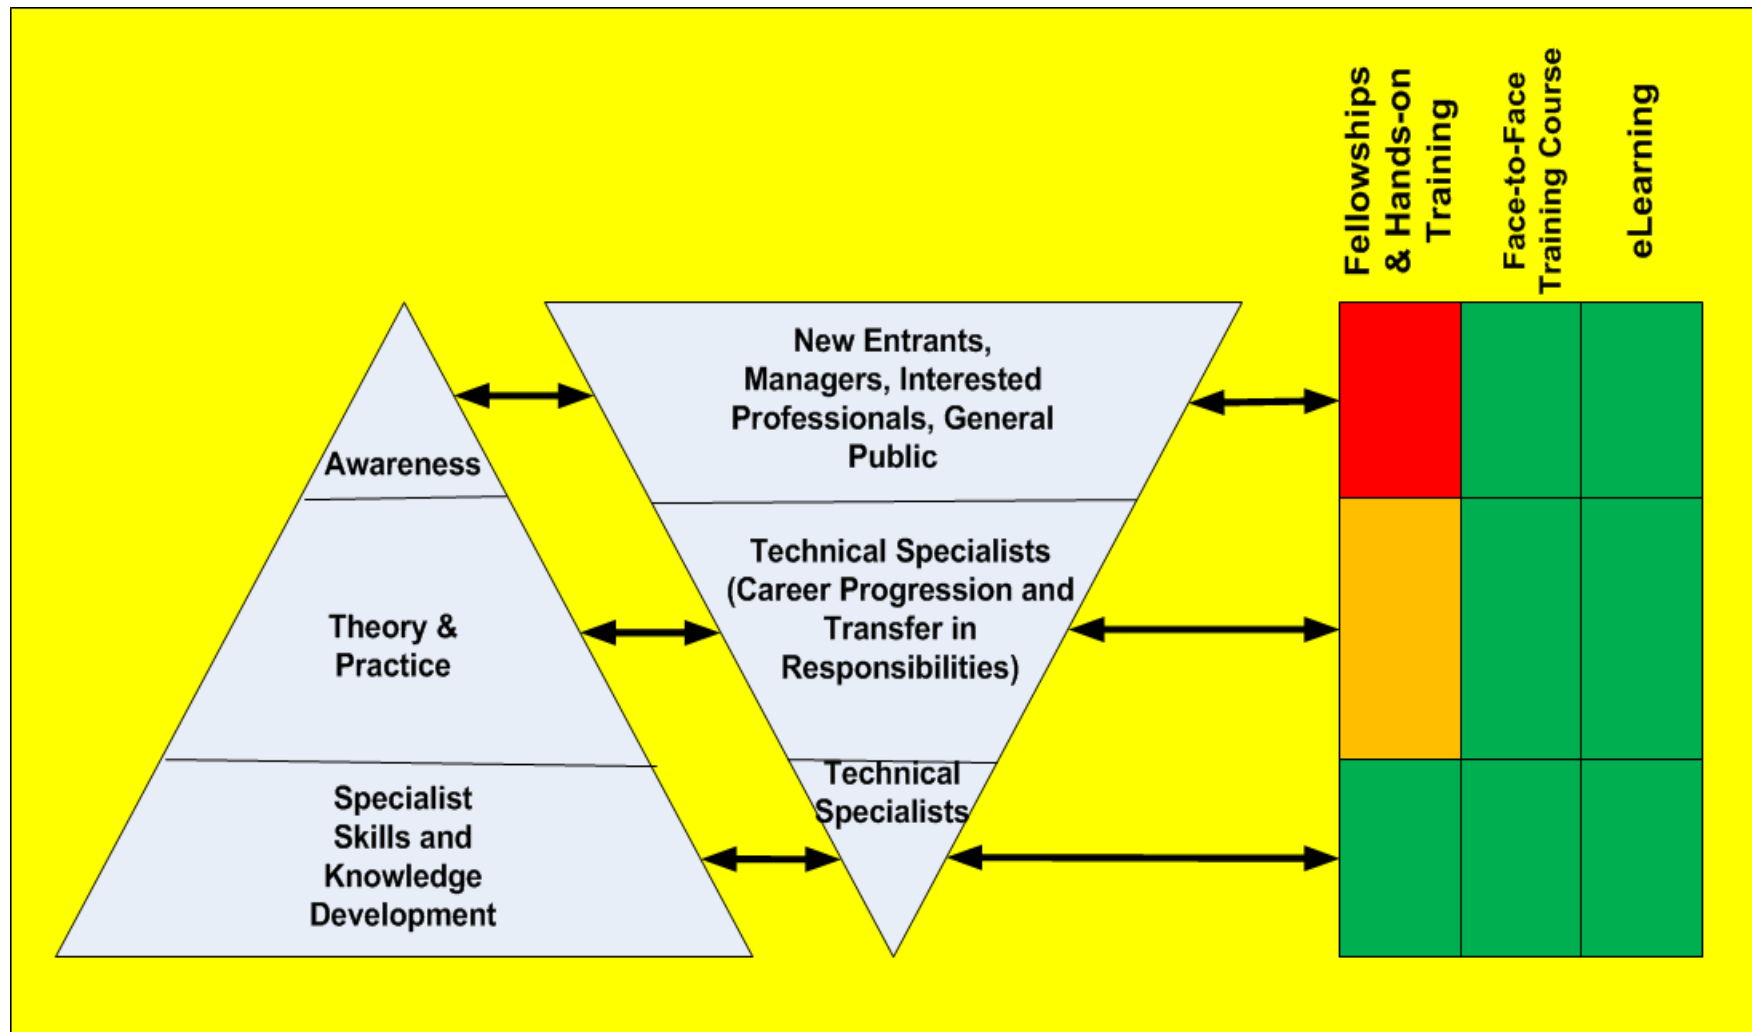 Fellowships
& Hands-on
Training
Face-to-Face
Training Course
eLearning
Awareness
Theory &
Practice
Specialist
Skills and
Knowledge
Development
New Entrants,
Managers, Interested
Professionals, General
Public
Technical Specialists
(Career Progression and
Transfer in
Responsibilities)
Technical
Specialists